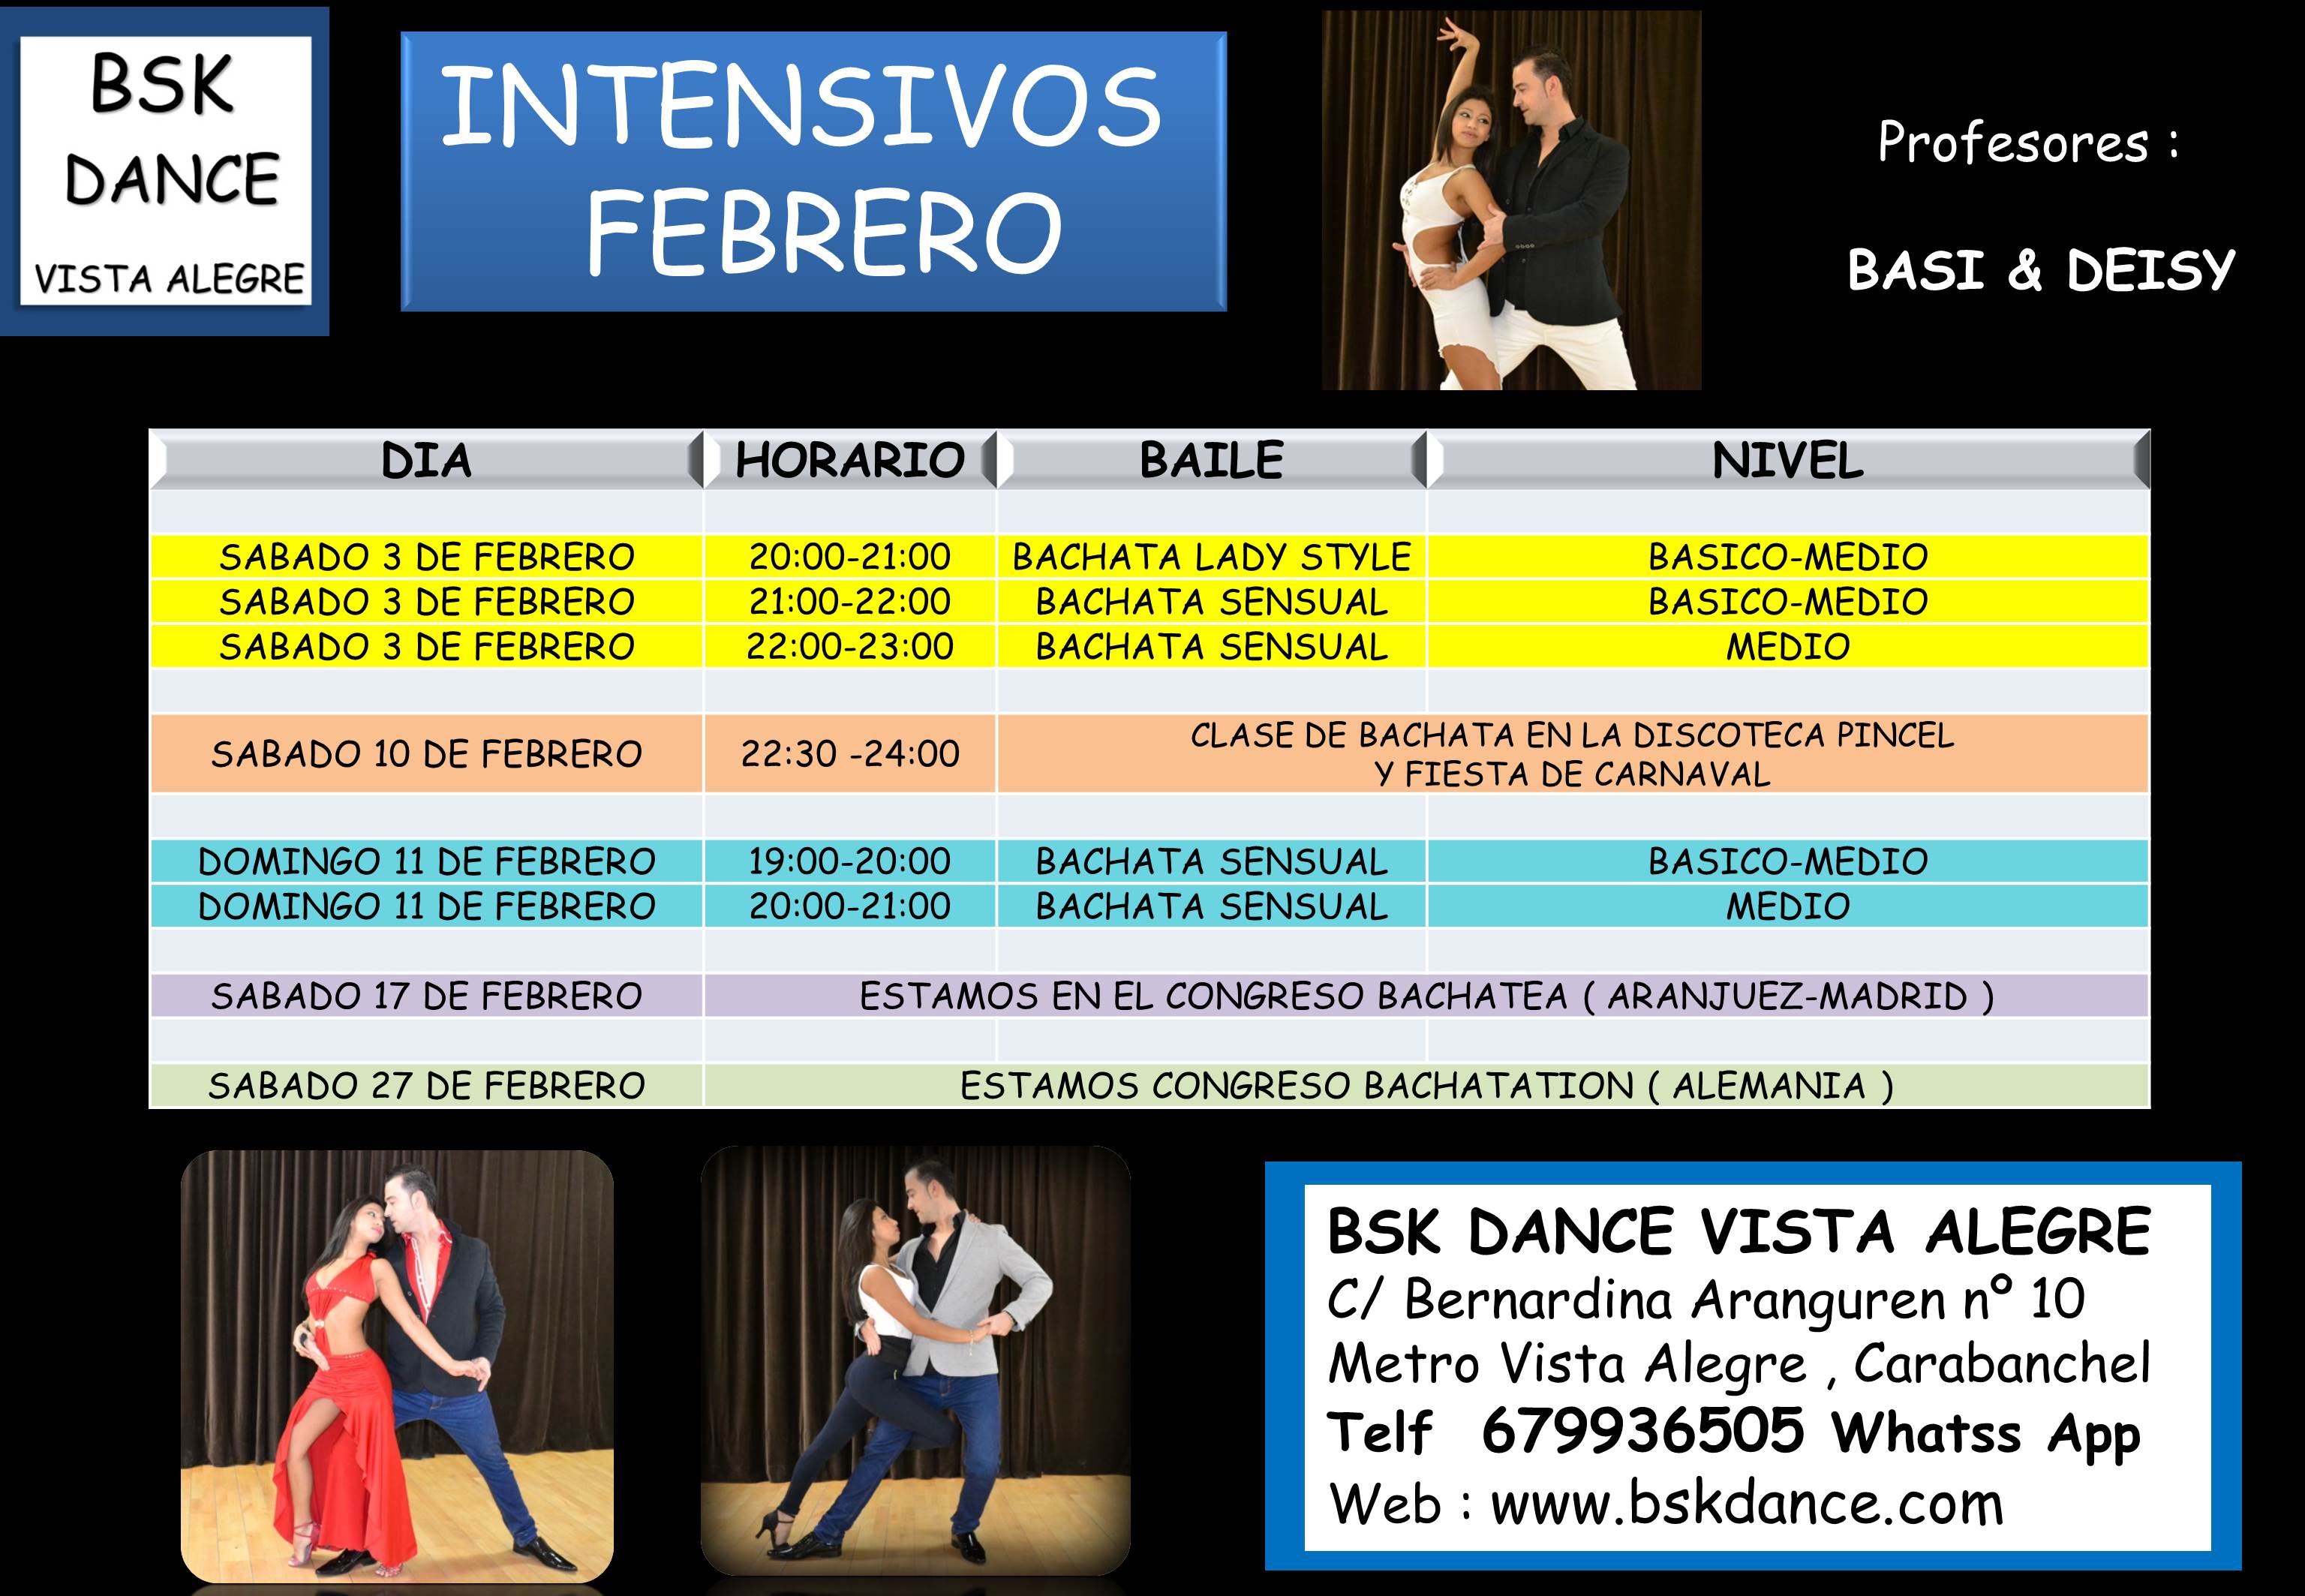 BSK
DANCE
VISTA ALEGRE
INTENSIVOS
FEBRERO
Profesores :
BASI & DEISY
DIA HORARIO BAILE NIVEL
SABADO 3 DE FEBRERO 20:00-21:00 BACHATA LADY STYLE BASICO-MEDIO
SABADO 3 DE FEBRERO 21:00-22:00 BACHATA SENSUAL BASICO-MEDIO
SABADO 3 DE FEBRERO 22:00-23:00 BACHATA SENSUAL MEDIO
SABADO 10 DE FEBRERO 22:30 -24:00 CLASE DE BACHATA EN LA DISCOTECA PINCEL
Y FIESTA DE CARNAVAL
DOMINGO 11 DE FEBRERO 19:00-20:00 BACHATA SENSUAL BASICO-MEDIO
DOMINGO 11 DE FEBRERO 20:00-21:00 BACHATA SENSUAL MEDIO
SABADO 17 DE FEBRERO ESTAMOS EN EL CONGRESO BACHATEA ( ARANJUEZ-MADRID )
SABADO 27 DE FEBRERO ESTAMOS CONGRESO BACHATATION ( ALEMANIA )
BSK DANCE VISTA ALEGRE
C/ Bernardina Aranguren nº 10
Metro Vista Alegre , Carabanchel
Telf 679936505 Whatss App
Web : www.bskdance.com